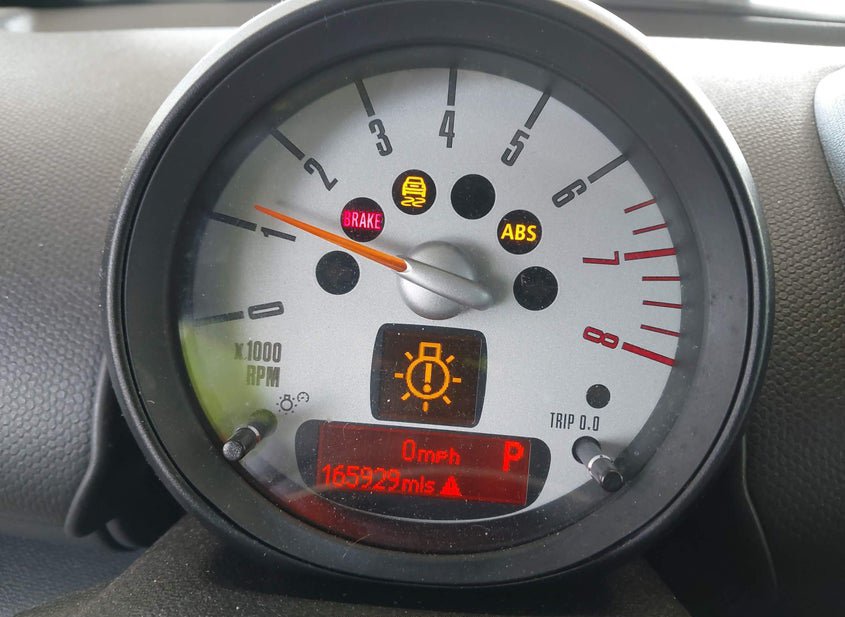 0
1
2
3
4
5
6
7
8
BRAKE
ABS
x1000
RPM
TRIP 0.0
0mph P
165929mls